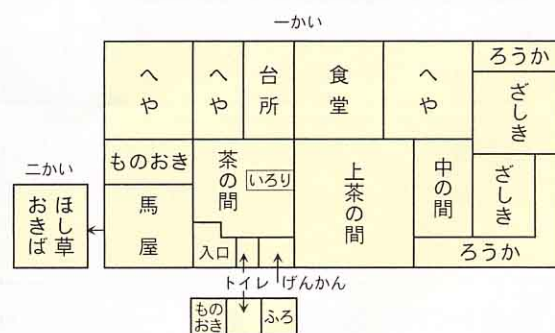 一かい
へや
へや
台所
食堂
へや
ろうか
ざしき
ものおき
茶の間
いろり
上茶の間
中の間
ざしき
二かい
ほし草
おきば
馬屋
入口
ろうか
トイレ
げんかん
もの
おき
ふろ